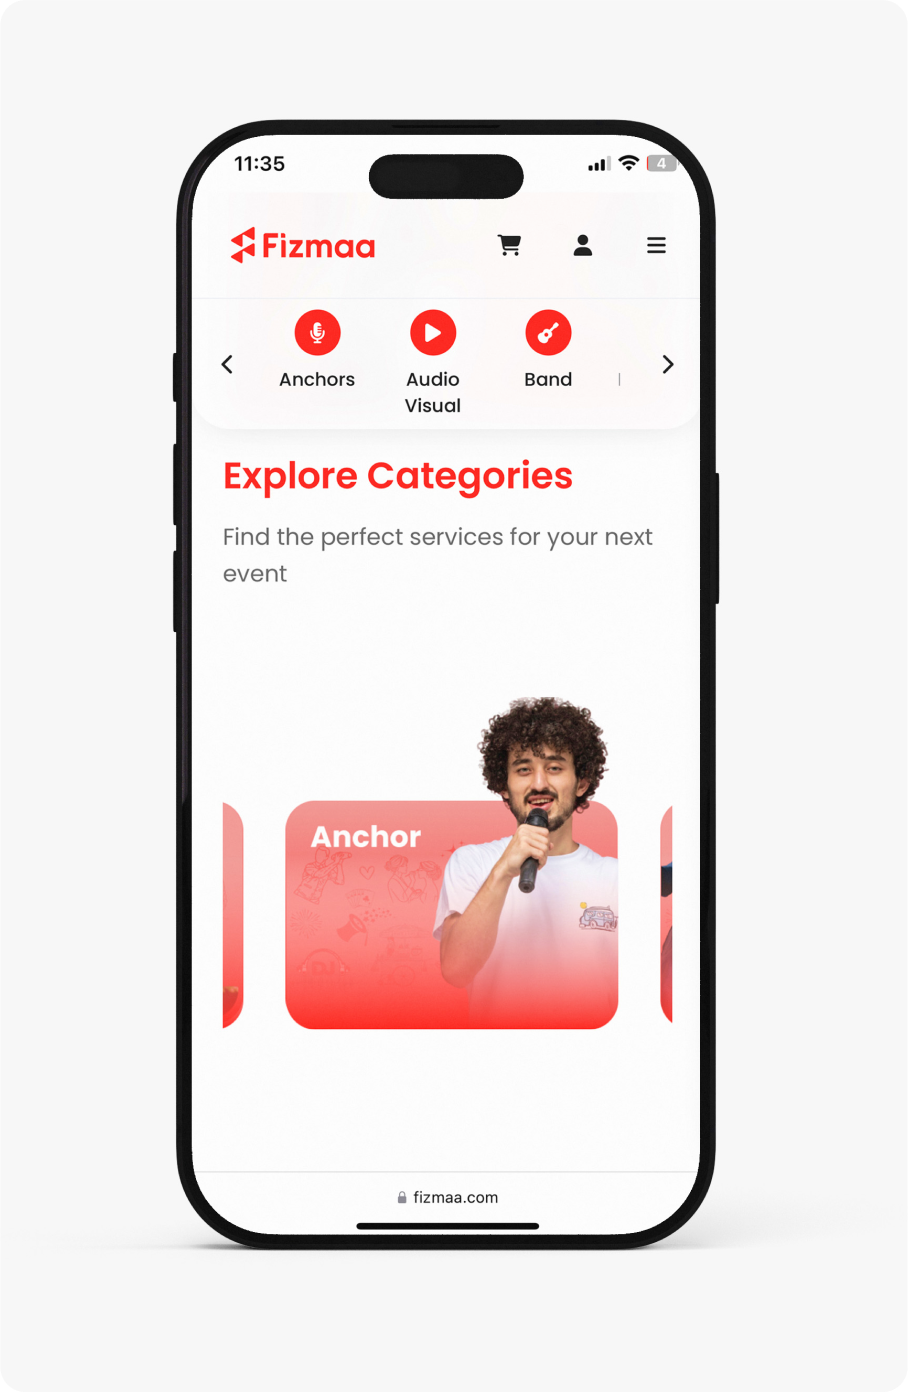 11:35
4
Fizmaa
Anchors
Audio
Visual
Band
Explore Categories
Find the perfect services for your next
event
Anchor
fizmaa.com